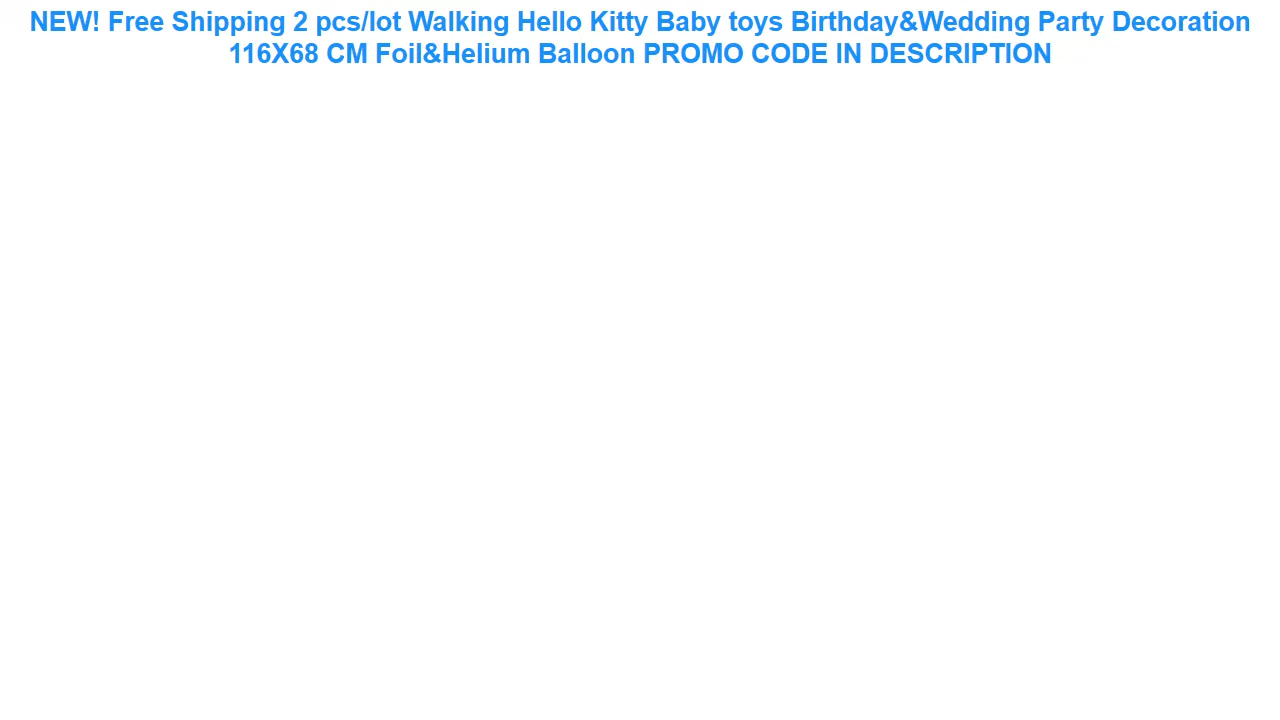 NEW! Free Shipping 2 pcs/lot Walking Hello Kitty Baby toys Birthday&Wedding Party Decoration
116X68 CM Foil&Helium Balloon PROMO CODE IN DESCRIPTION